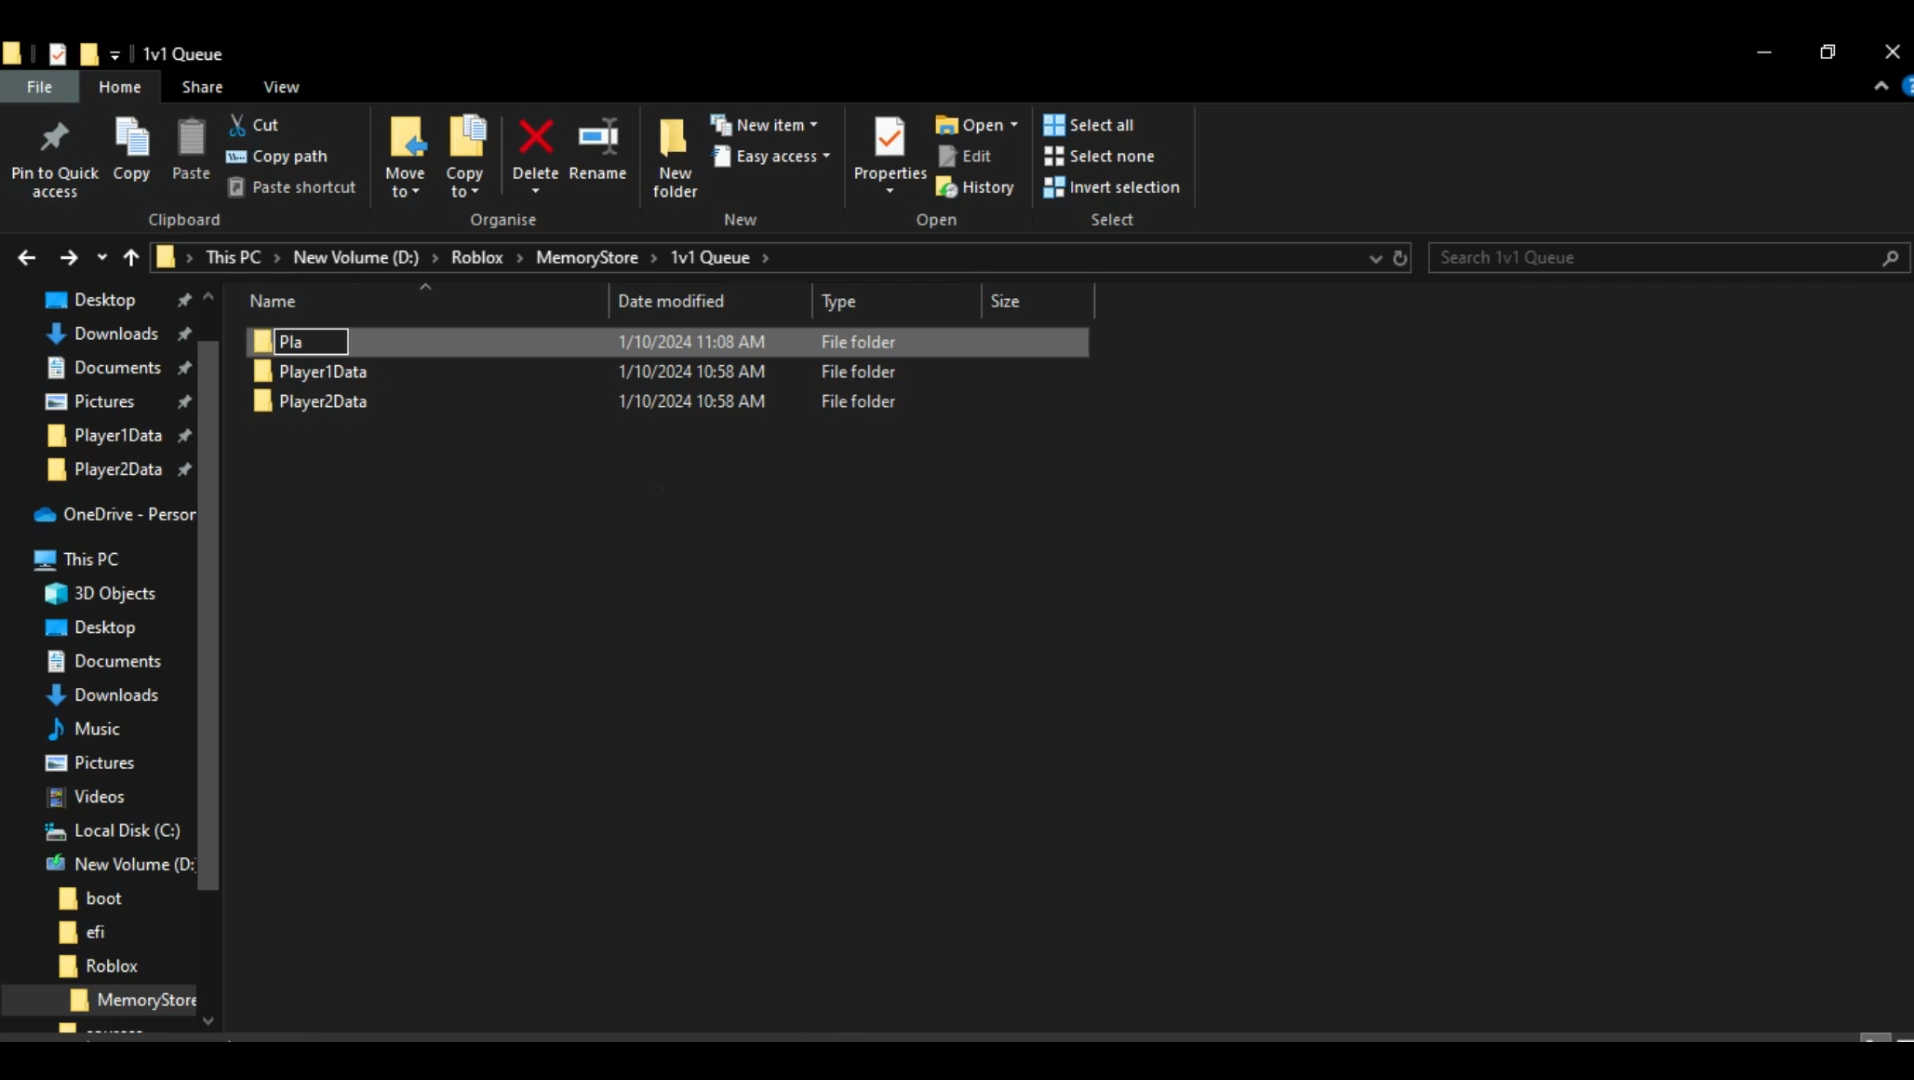 1v1 Queue
File Home Share View
Pin to Quick access
Copy
Paste
Cut
Copy path
Paste shortcut
Clipboard
Move to
Copy to
Delete
Rename
Organise
New folder
New item
Easy access
New
Properties
Open
Edit
History
Open
Select all
Select none
Invert selection
Select
This PC > New Volume (D:) > Roblox > MemoryStore > 1v1 Queue >
Search 1v1 Queue
Desktop
Downloads
Documents
Pictures
Player1Data
Player2Data
OneDrive - Person
This PC
3D Objects
Desktop
Documents
Downloads
Music
Pictures
Videos
Local Disk (C:)
New Volume (D:
boot
efi
Roblox
MemoryStore
Name Date modified Type Size
Pla 1/10/2024 11:08 AM File folder
Player1Data 1/10/2024 10:58 AM File folder
Player2Data 1/10/2024 10:58 AM File folder